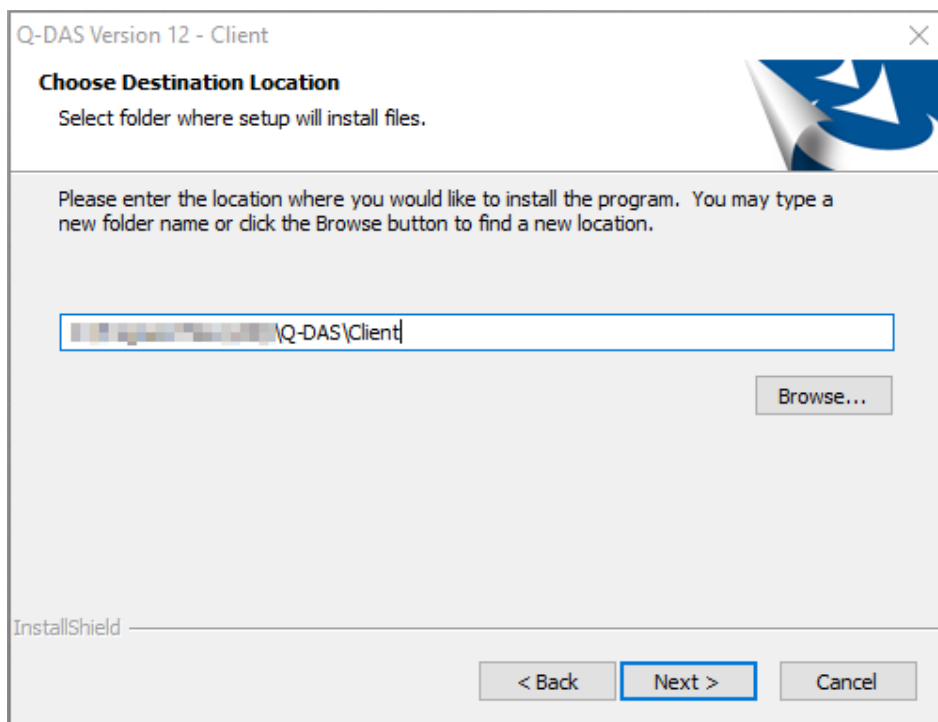 Q-DAS Version 12 - Client
Choose Destination Location
Select folder where setup will install files.
Please enter the location where you would like to install the program.  You may type a
new folder name or click the Browse button to find a new location.
\Q-DAS\Client
Browse...
InstallShield
< Back
Next >
Cancel